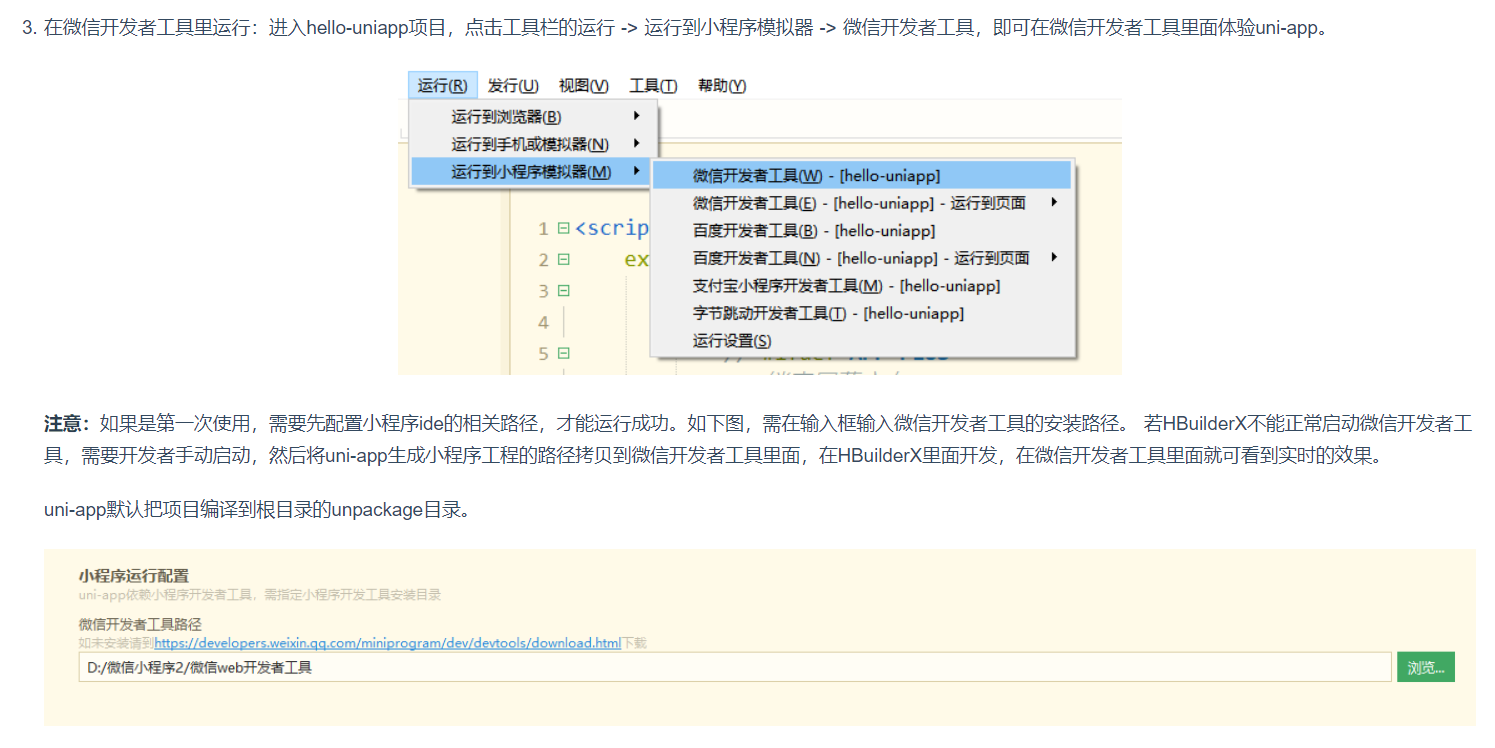 3. 在微信开发者工具里运行：进入hello-uniapp项目，点击工具栏的运行 -> 运行到小程序模拟器 -> 微信开发者工具，即可在微信开发者工具里面体验uni-app。
运行(R) 发行(U) 视图(V) 工具(T) 帮助(Y)
运行到浏览器(B)
运行到手机或模拟器(N)
运行到小程序模拟器(M)
微信开发者工具(W) - [hello-uniapp]
微信开发者工具(E) - [hello-uniapp] - 运行到页面
百度开发者工具(B) - [hello-uniapp]
百度开发者工具(N) - [hello-uniapp] - 运行到页面
支付宝小程序开发者工具(M) - [hello-uniapp]
字节跳动开发者工具(T) - [hello-uniapp]
运行设置(S)
1 <scrip
2 ex
3
4
5
注意：如果是第一次使用，需要先配置小程序ide的相关路径，才能运行成功。如下图，需在输入框输入微信开发者工具的安装路径。 若HBuilderX不能正常启动微信开发者工
具，需要开发者手动启动，然后将uni-app生成小程序工程的路径拷贝到微信开发者工具里面，在HBuilderX里面开发，在微信开发者工具里面就可看到实时的效果。
uni-app默认把项目编译到根目录的unpackage目录。
小程序运行配置
uni-app依赖小程序开发者工具，需指定小程序开发工具安装目录
微信开发者工具路径
如未安装请到https://developers.weixin.qq.com/miniprogram/dev/devtools/download.html下载
D:/微信小程序2/微信web开发者工具
浏览...